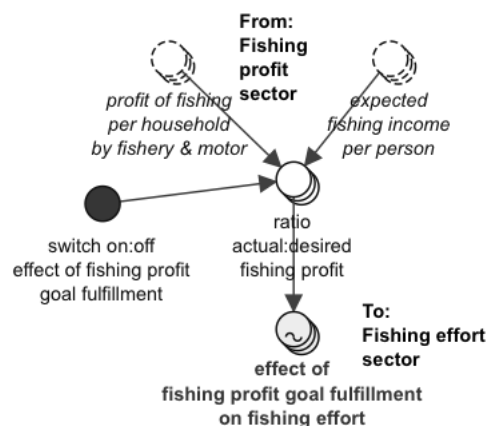 From:
Fishing
profit
sector
profit of fishing
per household
by fishery & motor
expected
fishing income
per person
switch on:off
effect of fishing profit
goal fulfillment
ratio
actual:desired
fishing profit
To:
Fishing effort
sector
effect of
fishing profit goal fulfillment
on fishing effort